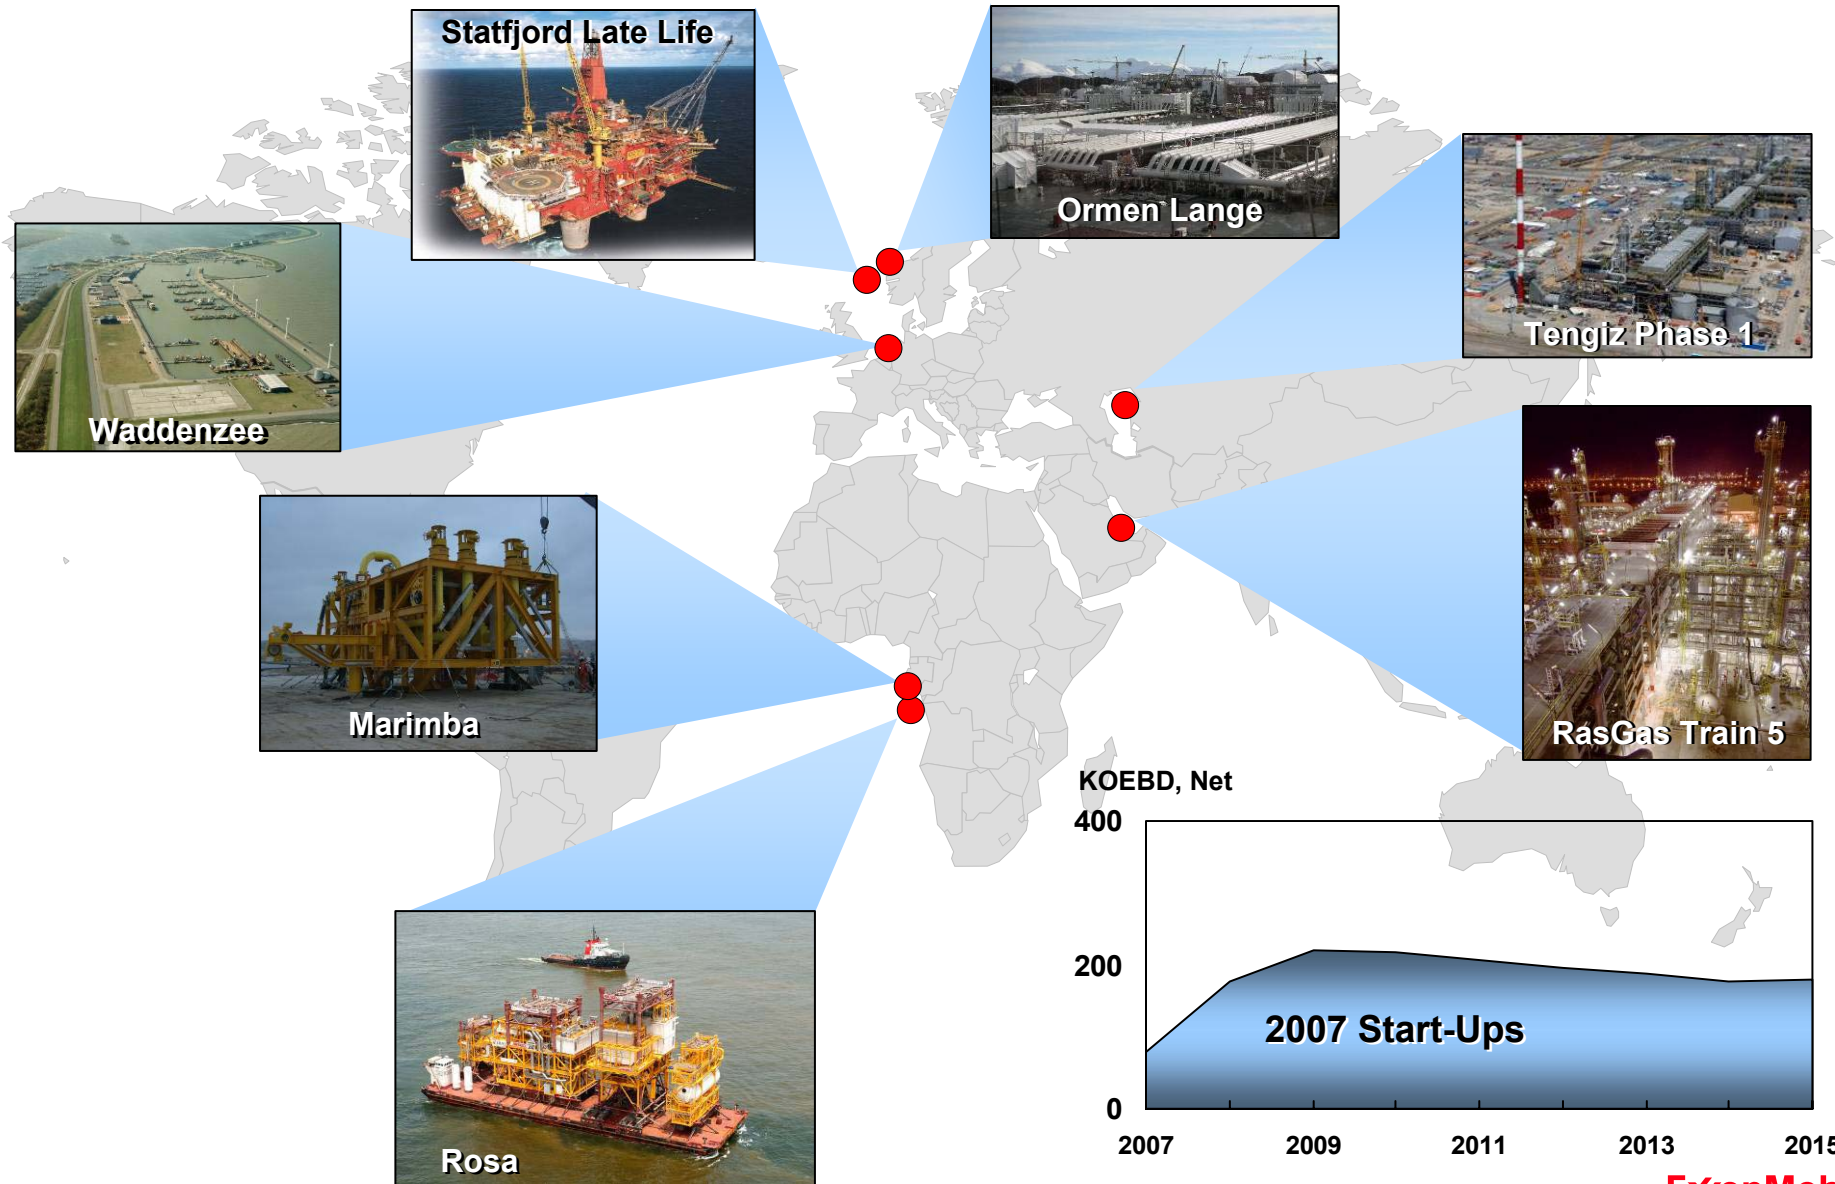 Statfjord Late Life
Ormen Lange
Tengiz Phase 1
Waddenzee
Marimba
RasGas Train 5
Rosa
KOEBD, Net
400
200
0
2007 Start-Ups
2007 2009 2011 2013 2015